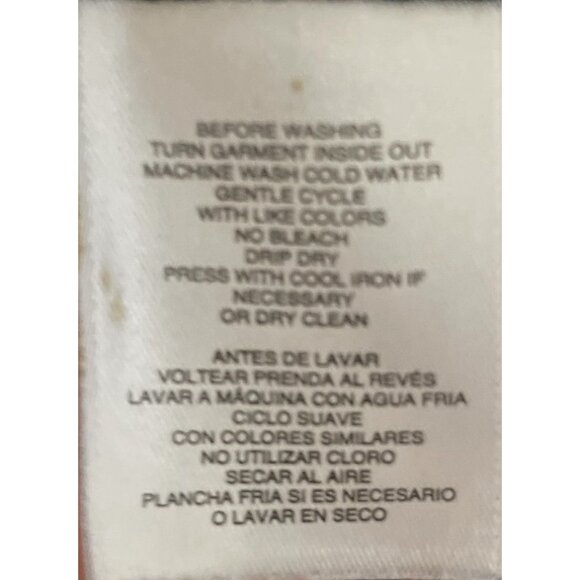 BEFORE WASHING
TURN GARMENT INSIDE OUT
MACHINE WASH COLD WATER
GENTLE CYCLE
WITH LIKE COLORS
NO BLEACH
DRIP DRY
PRESS WITH COOL IRON IF
NECESSARY
OR DRY CLEAN
ANTES DE LAVAR
VOLTEAR PRENDA AL REVÉS
LAVAR A MÁQUINA CON AGUA FRIA
CICLO SUAVE
CON COLORES SIMILARES
NO UTILIZAR CLORO
SECAR AL AIRE
PLANCHA FRIA SI ES NECESARIO
O LAVAR EN SECO